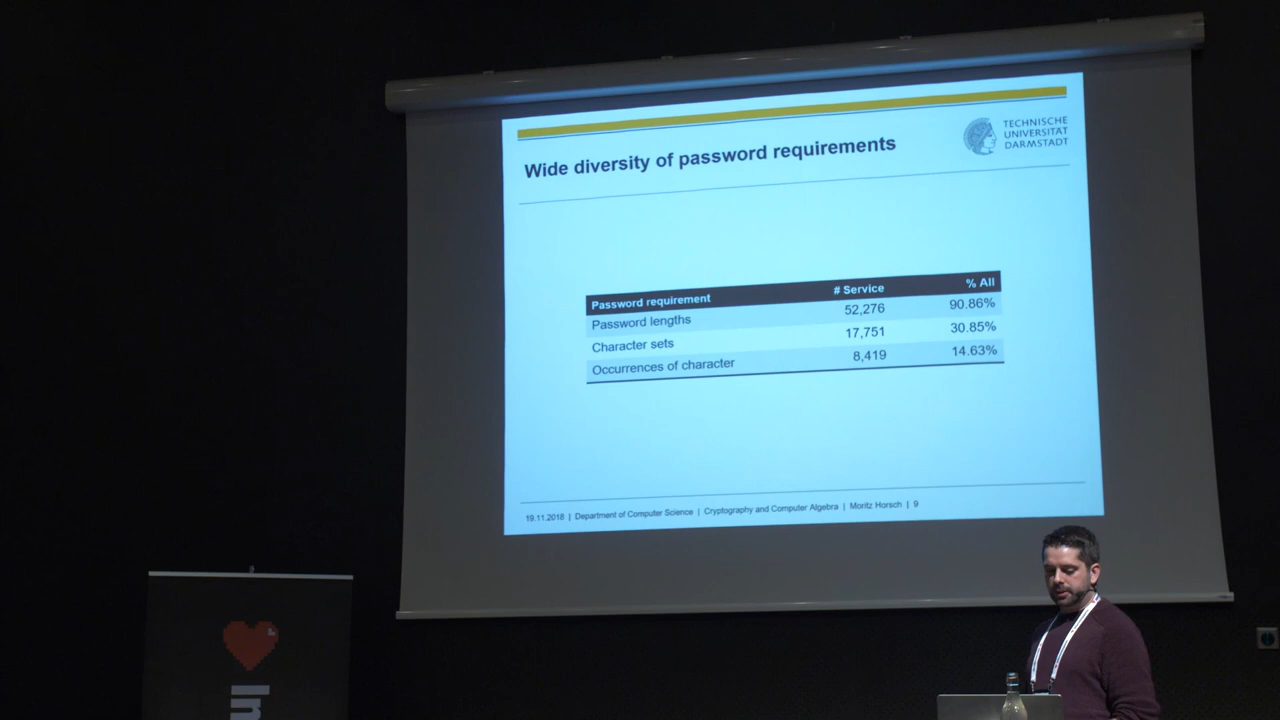 TECHNISCHE
UNIVERSITÄT
DARMSTADT
Wide diversity of password requirements
Password requirement # Service % All
Password lengths 52,276 90.86%
Character sets 17,751 30.85%
Occurrences of character 8,419 14.63%
19.11.2018 | Department of Computer Science | Cryptography and Computer Algebra | Moritz Horsch | 9
In